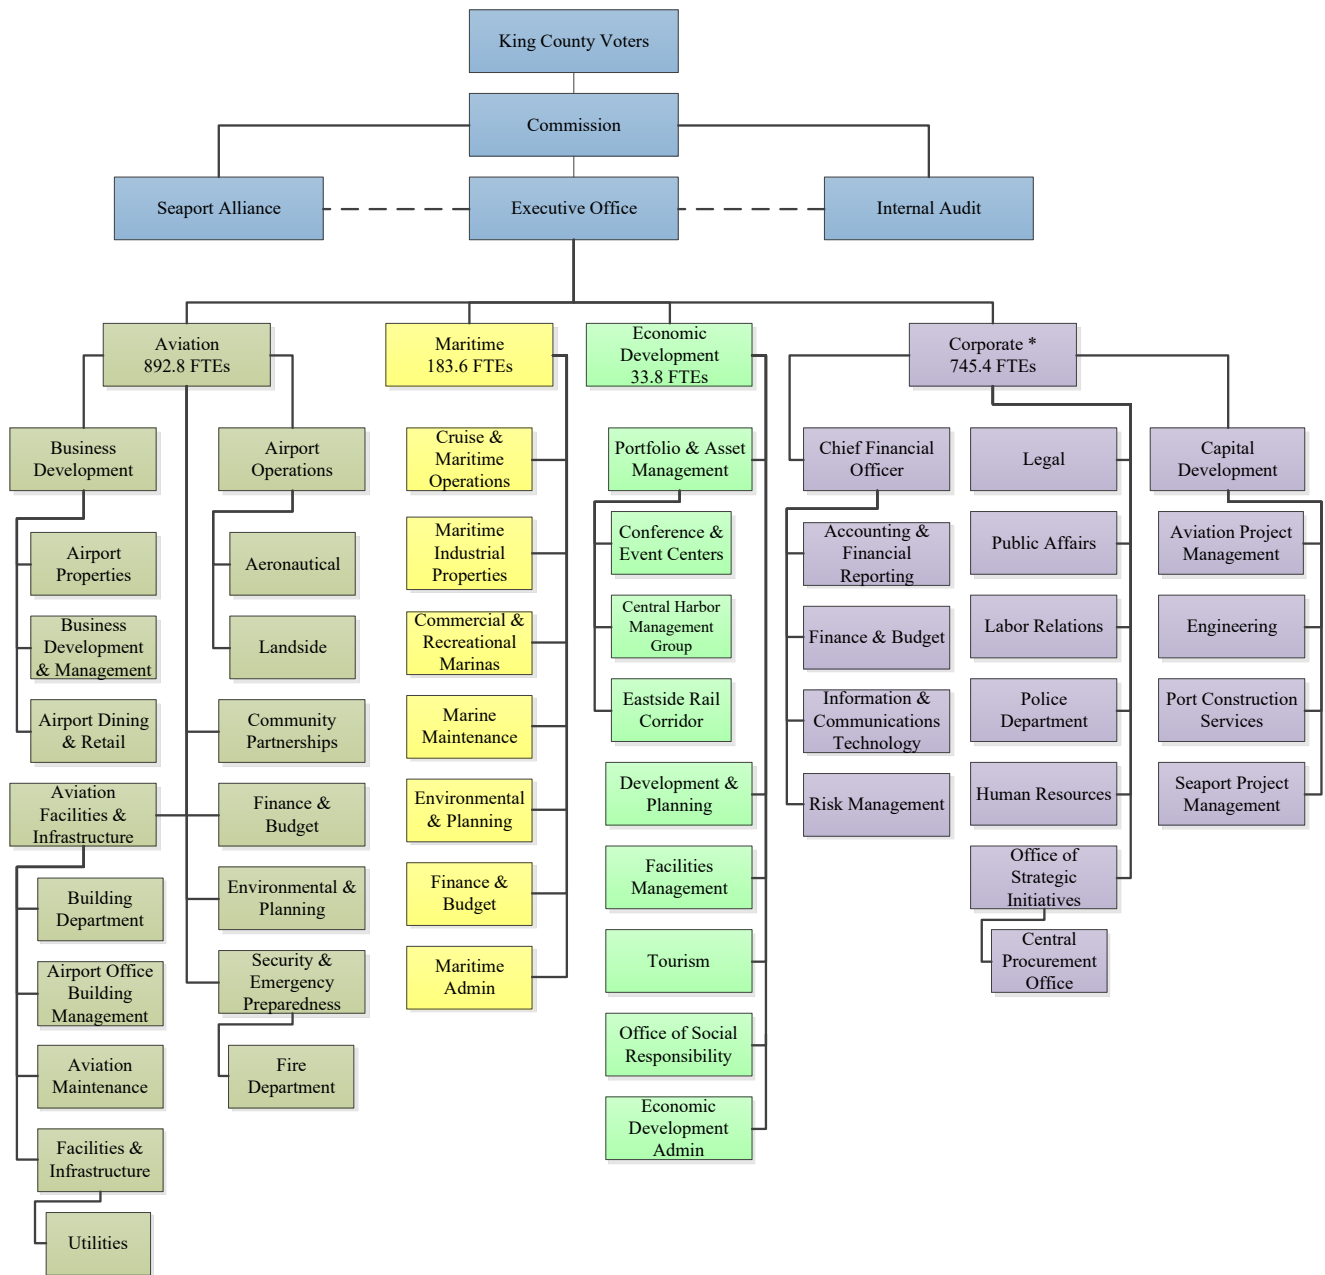 King County Voters
Commission
Seaport Alliance
Executive Office
Internal Audit
Aviation
892.8 FTEs
Maritime
183.6 FTEs
Economic
Development
33.8 FTEs
Corporate *
745.4 FTEs
Business
Development
Airport
Properties
Business
Development
& Management
Airport Dining
& Retail
Aviation
Facilities &
Infrastructure
Building
Department
Airport Office
Building
Management
Aviation
Maintenance
Facilities &
Infrastructure
Utilities
Airport
Operations
Aeronautical
Landside
Community
Partnerships
Finance &
Budget
Environmental &
Planning
Security &
Emergency
Preparedness
Fire
Department
Cruise &
Maritime
Operations
Maritime
Industrial
Properties
Commercial &
Recreational
Marinas
Marine
Maintenance
Environmental
& Planning
Finance &
Budget
Maritime
Admin
Portfolio & Asset
Management
Conference &
Event Centers
Central Harbor
Management
Group
Eastside Rail
Corridor
Development &
Planning
Facilities
Management
Tourism
Office of Social
Responsibility
Economic
Development
Admin
Chief Financial
Officer
Accounting &
Financial
Reporting
Finance & Budget
Information &
Communications
Technology
Risk Management
Legal
Public Affairs
Labor Relations
Police
Department
Human Resources
Office of
Strategic
Initiatives
Central
Procurement
Office
Capital
Development
Aviation Project
Management
Engineering
Port Construction
Services
Seaport Project
Management